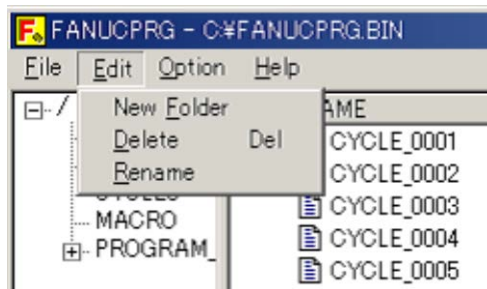 FANUCPRG - C:¥FANUCPRG.BIN
File Edit Option Help
/
New Folder
Delete Del
Rename
CYCLE_0001
CYCLE_0002
CYCLE_0003
MACRO
CYCLE_0004
PROGRAM_
CYCLE_0005